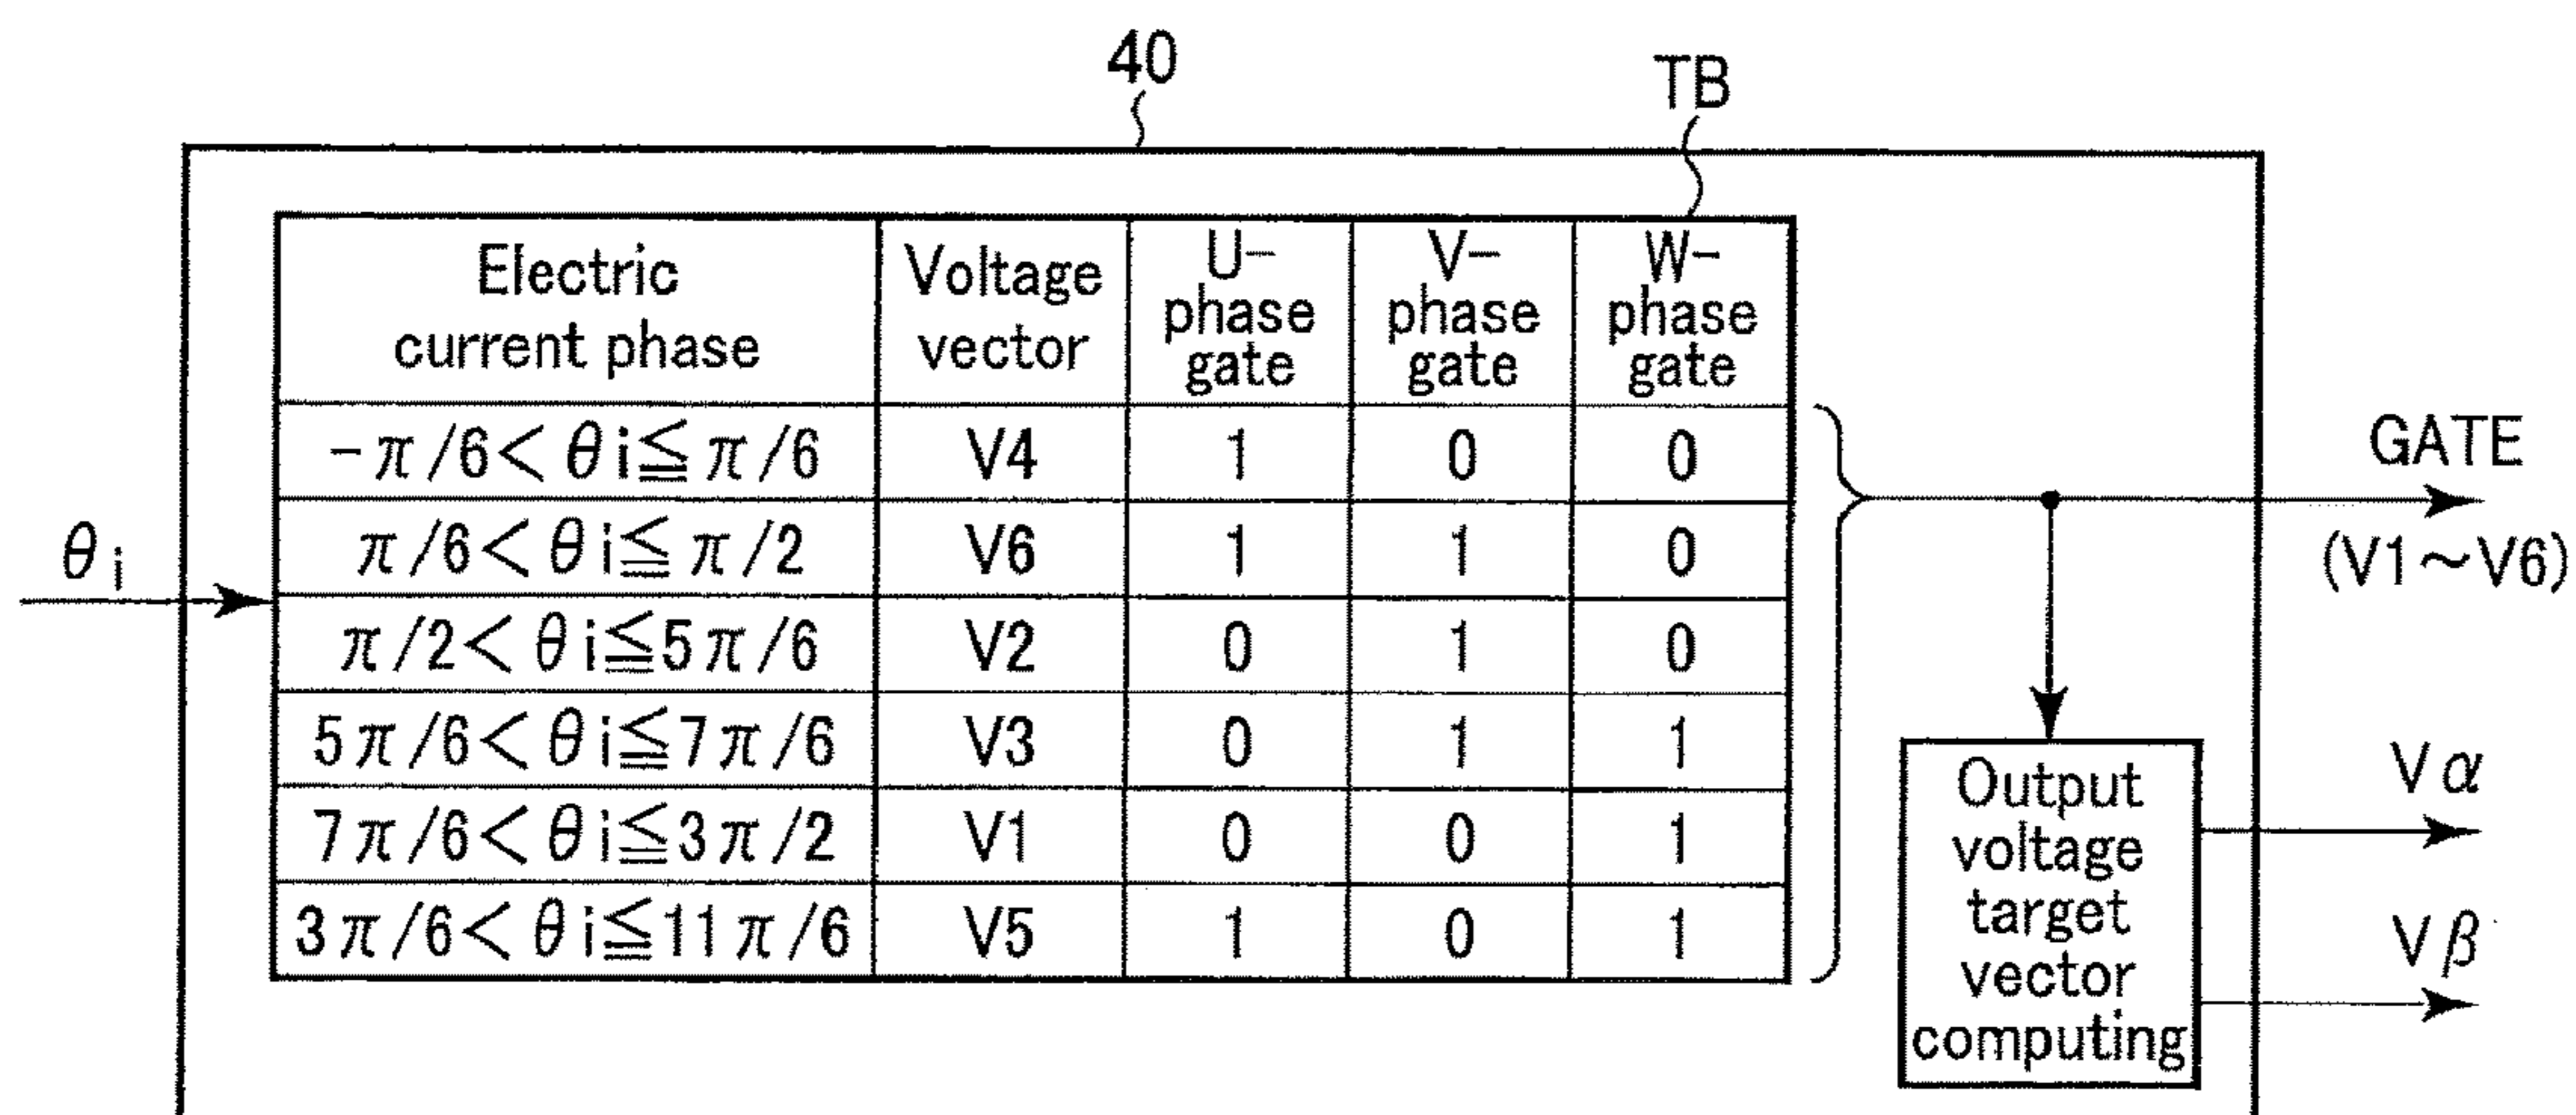 40
TB
Electric current phase Voltage vector U-phase gate V-phase gate W-phase gate
-π/6< θi≦π/6 V4 1 0 0
π/6< θi≦π/2 V6 1 1 0
π/2< θi≦5π/6 V2 0 1 0
5π/6< θi≦7π/6 V3 0 1 1
7π/6< θi≦3π/2 V1 0 0 1
3π/6< θi≦11π/6 V5 1 0 1
θi
GATE
(V1～V6)
Output
voltage
target
vector
computing
Vα
Vβ